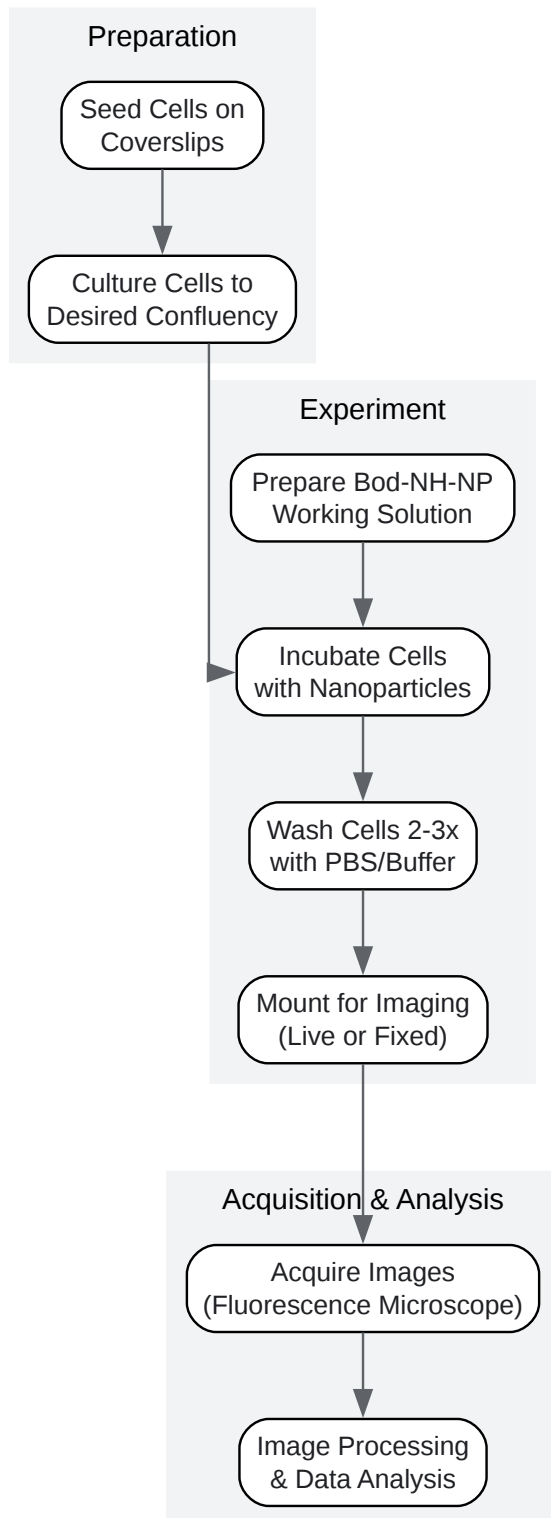 Preparation
Seed Cells on
Coverslips
Culture Cells to
Desired Confluency
Experiment
Prepare Bod-NH-NP
Working Solution
Incubate Cells
with Nanoparticles
Wash Cells 2-3x
with PBS/Buffer
Mount for Imaging
(Live or Fixed)
Acquisition & Analysis
Acquire Images
(Fluorescence Microscope)
Image Processing
& Data Analysis